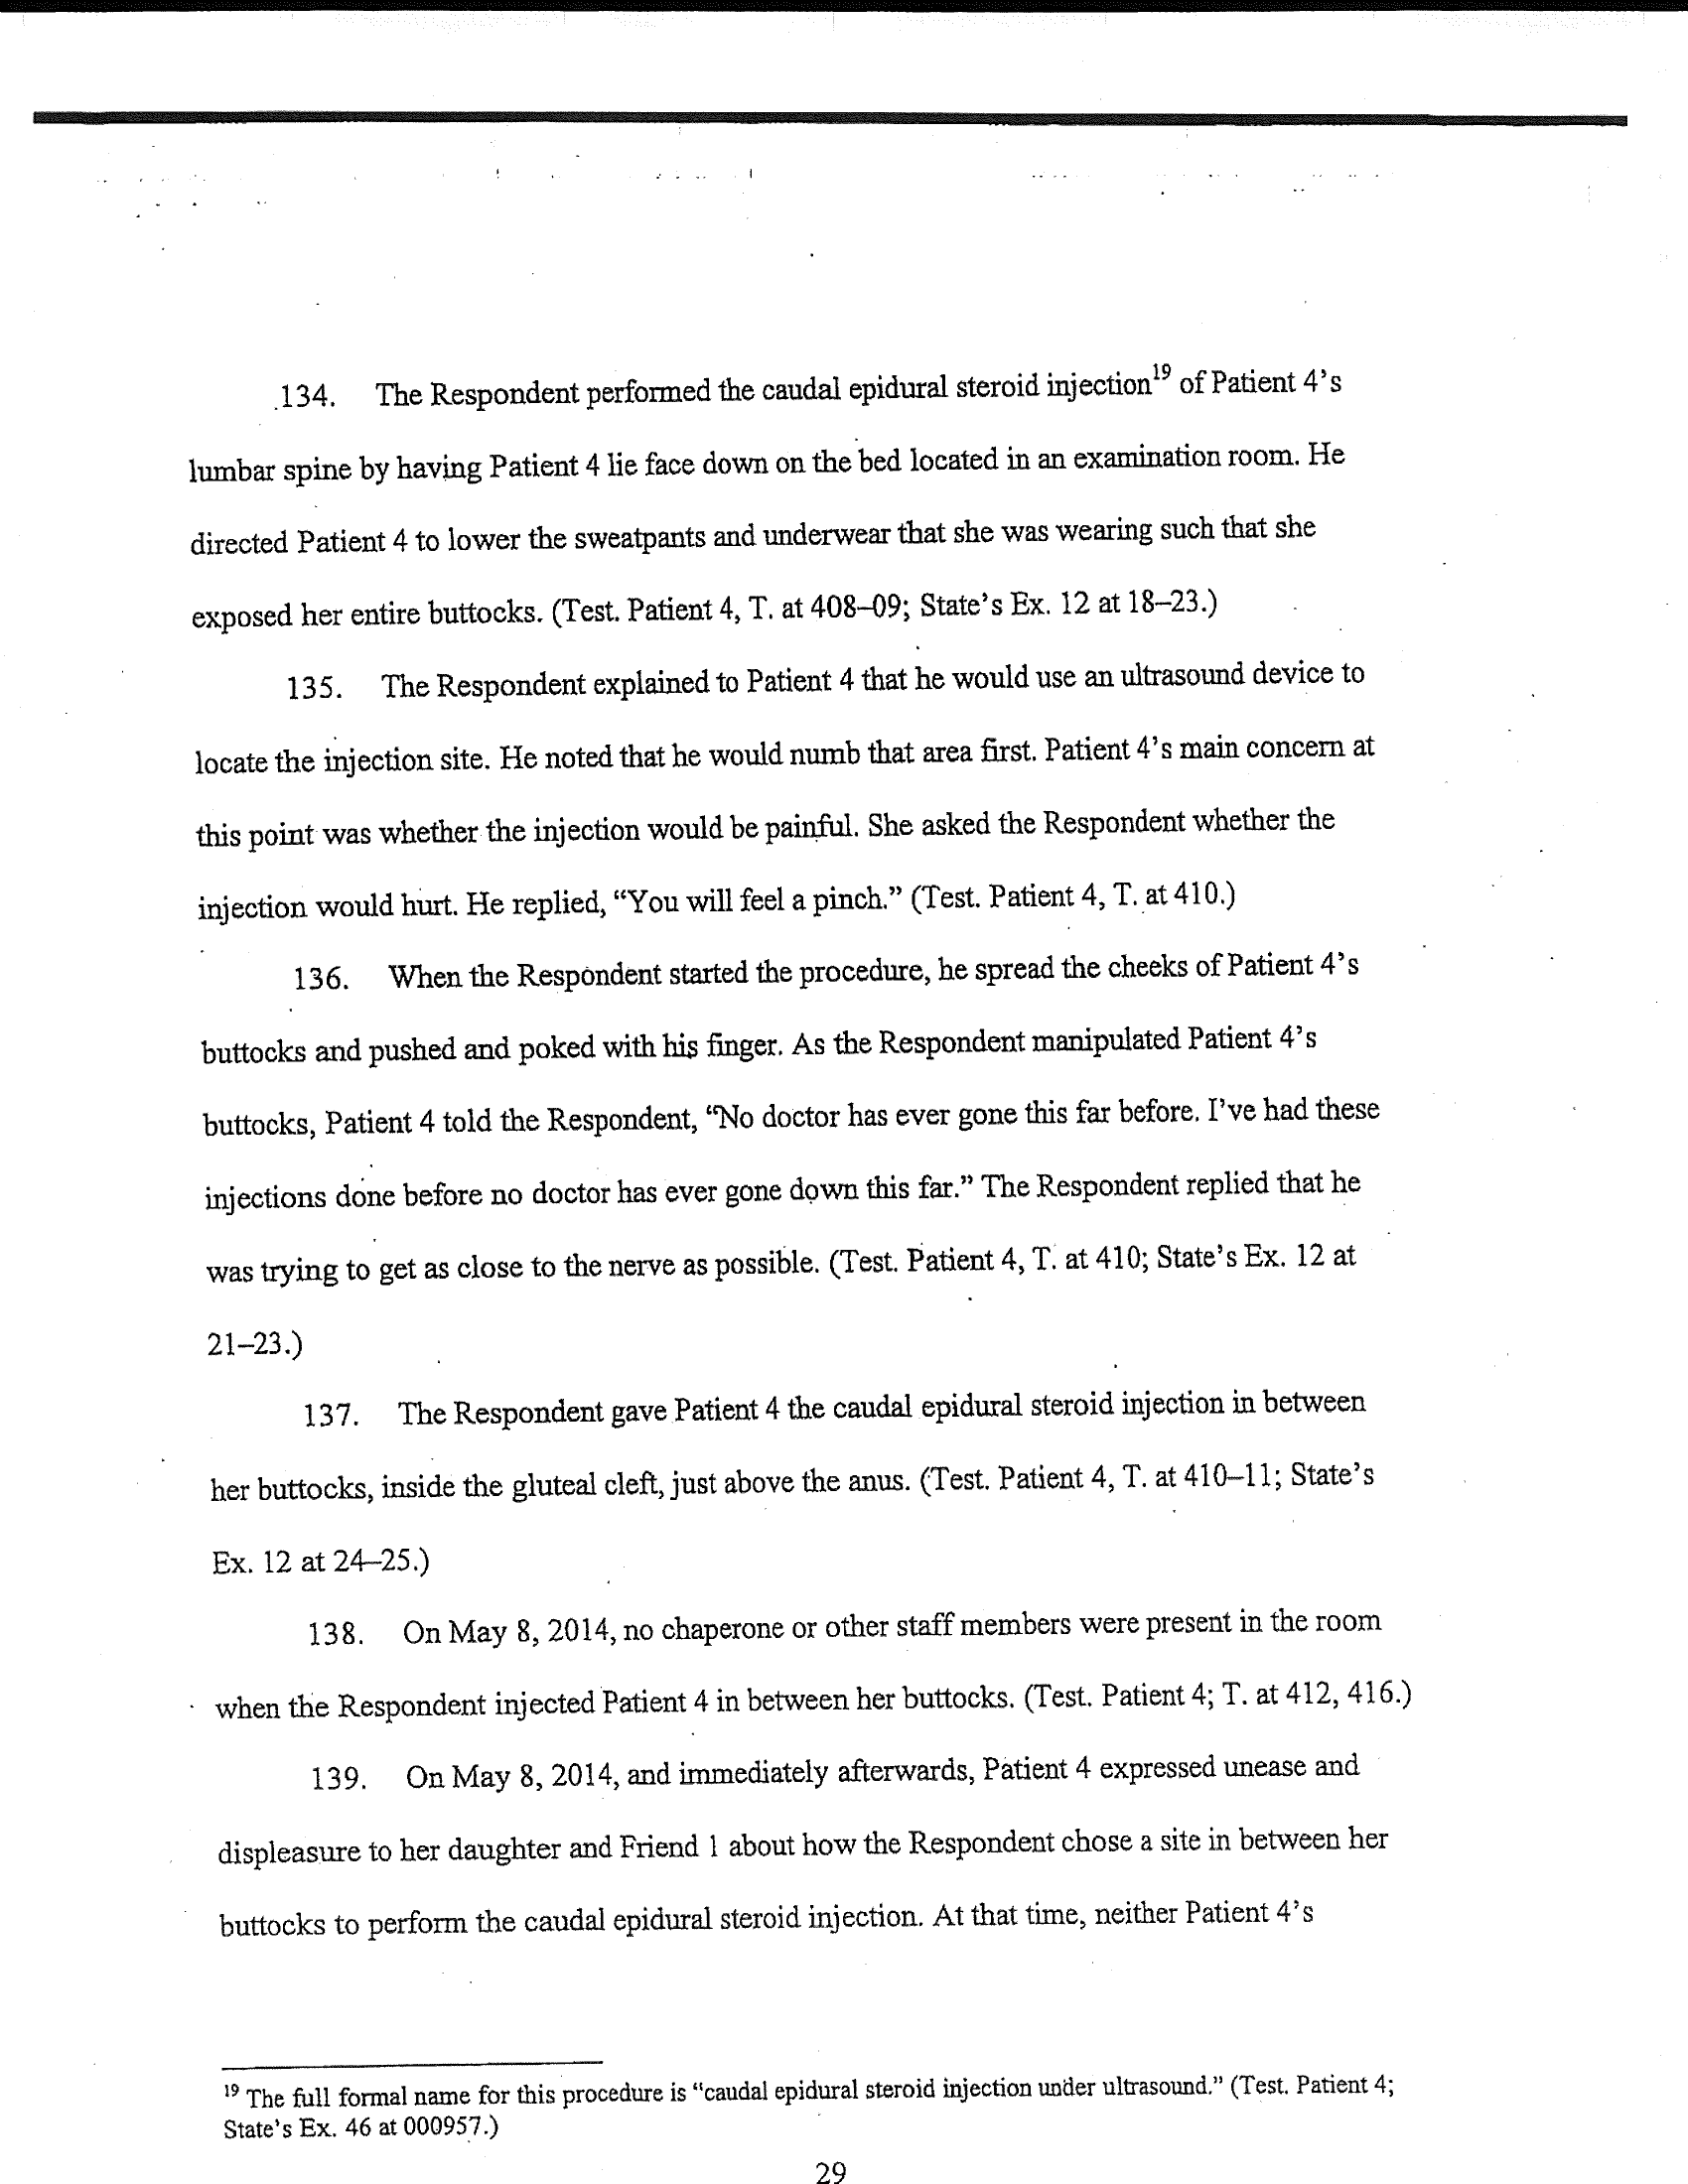 134. The Respondent performed the caudal epidural steroid injection19 of Patient 4's
lumbar spine by having Patient 4 lie face down on the bed located in an examination room. He
directed Patient 4 to lower the sweatpants and underwear that she was wearing such that she
exposed her entire buttocks. (Test. Patient 4, T. at 408–09; State's Ex. 12 at 18–23.)
135. The Respondent explained to Patient 4 that he would use an ultrasound device to
locate the injection site. He noted that he would numb that area first. Patient 4's main concern at
this point was whether the injection would be painful. She asked the Respondent whether the
injection would hurt. He replied, “You will feel a pinch.” (Test. Patient 4, T. at 410.)
136. When the Respondent started the procedure, he spread the cheeks of Patient 4's
buttocks and pushed and poked with his finger. As the Respondent manipulated Patient 4's
buttocks, Patient 4 told the Respondent, “No doctor has ever gone this far before. I've had these
injections done before no doctor has ever gone down this far.” The Respondent replied that he
was trying to get as close to the nerve as possible. (Test. Patient 4, T. at 410; State's Ex. 12 at
21–23.)
137. The Respondent gave Patient 4 the caudal epidural steroid injection in between
her buttocks, inside the gluteal cleft, just above the anus. (Test. Patient 4, T. at 410–11; State's
Ex. 12 at 24–25.)
138. On May 8, 2014, no chaperone or other staff members were present in the room
when the Respondent injected Patient 4 in between her buttocks. (Test. Patient 4; T. at 412, 416.)
139. On May 8, 2014, and immediately afterwards, Patient 4 expressed unease and
displeasure to her daughter and Friend 1 about how the Respondent chose a site in between her
buttocks to perform the caudal epidural steroid injection. At that time, neither Patient 4's
19 The full formal name for this procedure is “caudal epidural steroid injection under ultrasound.” (Test. Patient 4;
State's Ex. 46 at 000957.)
29